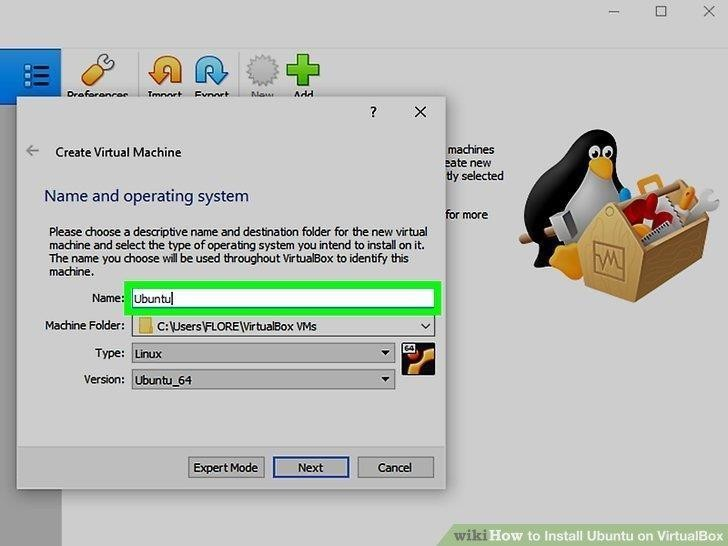 Preferences Import Export New Add
?
Create Virtual Machine
machines
eate new
tly selected
for more
Name and operating system
Please choose a descriptive name and destination folder for the new virtual
machine and select the type of operating system you intend to install on it.
The name you choose will be used throughout VirtualBox to identify this
machine.
Name: Ubuntu
Machine Folder: C:\Users\FLORE\VirtualBox VMs
Type: Linux
64
Version: Ubuntu_64
Expert Mode Next Cancel
wikiHow to Install Ubuntu on VirtualBox